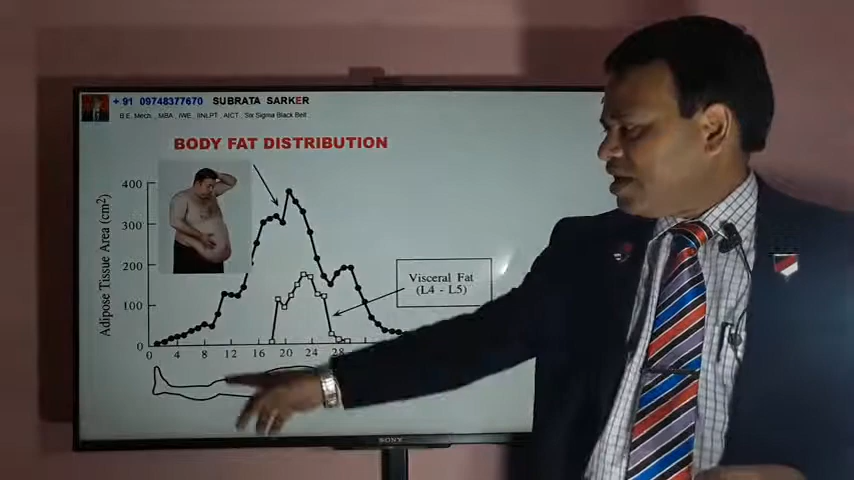 + 91 09748377670 SUBRATA SARKER
B.E. Mech., MBA, IWE, IINLPT, AICT, Six Sigma Black Belt
BODY FAT DISTRIBUTION
Adipose Tissue Area (cm²)
400
300
200
100
0
Visceral Fat
(L4 - L5)
0 4 8 12 16 20 24 28
SONY